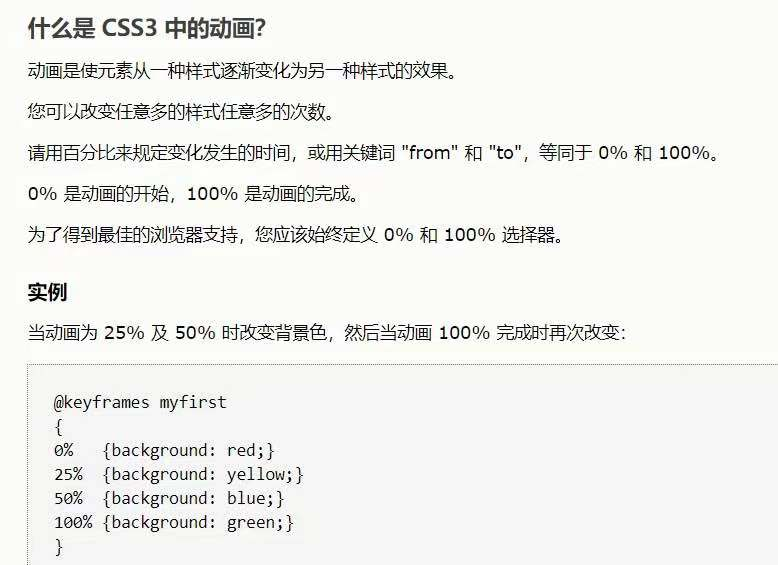 什么是 CSS3 中的动画？
动画是使元素从一种样式逐渐变化为另一种样式的效果。
您可以改变任意多的样式任意多的次数。
请用百分比来规定变化发生的时间，或用关键词 "from" 和 "to"，等同于 0% 和 100%。
0% 是动画的开始，100% 是动画的完成。
为了得到最佳的浏览器支持，您应该始终定义 0% 和 100% 选择器。
实例
当动画为 25% 及 50% 时改变背景色，然后当动画 100% 完成时再次改变：
@keyframes myfirst
{
0%   {background: red;}
25%  {background: yellow;}
50%  {background: blue;}
100% {background: green;}
}